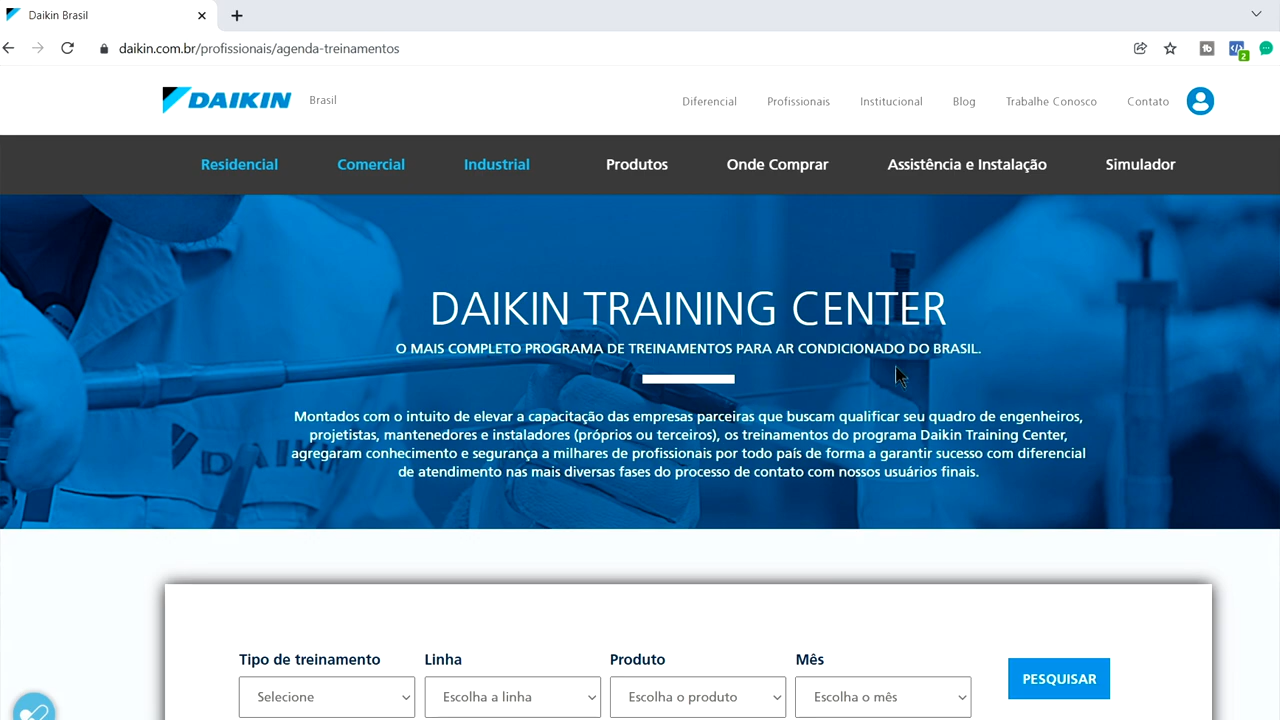 Daikin Brasil
daikin.com.br/profissionais/agenda-treinamentos
2
DAIKIN
Brasil
Diferencial
Profissionais
Institucional
Blog
Trabalhe Conosco
Contato
Residencial
Comercial
Industrial
Produtos
Onde Comprar
Assistência e Instalação
Simulador
DAIKIN TRAINING CENTER
O MAIS COMPLETO PROGRAMA DE TREINAMENTOS PARA AR CONDICIONADO DO BRASIL.
Montados com o intuito de elevar a capacitação das empresas parceiras que buscam qualificar seu quadro de engenheiros,
projetistas, mantenedores e instaladores (próprios ou terceiros), os treinamentos do programa Daikin Training Center,
agregaram conhecimento e segurança a milhares de profissionais por todo país de forma a garantir sucesso com diferencial
de atendimento nas mais diversas fases do processo de contato com nossos usuários finais.
DAIKIN
Tipo de treinamento
Linha
Produto
Mês
Selecione
Escolha a linha
Escolha o produto
Escolha o mês
PESQUISAR